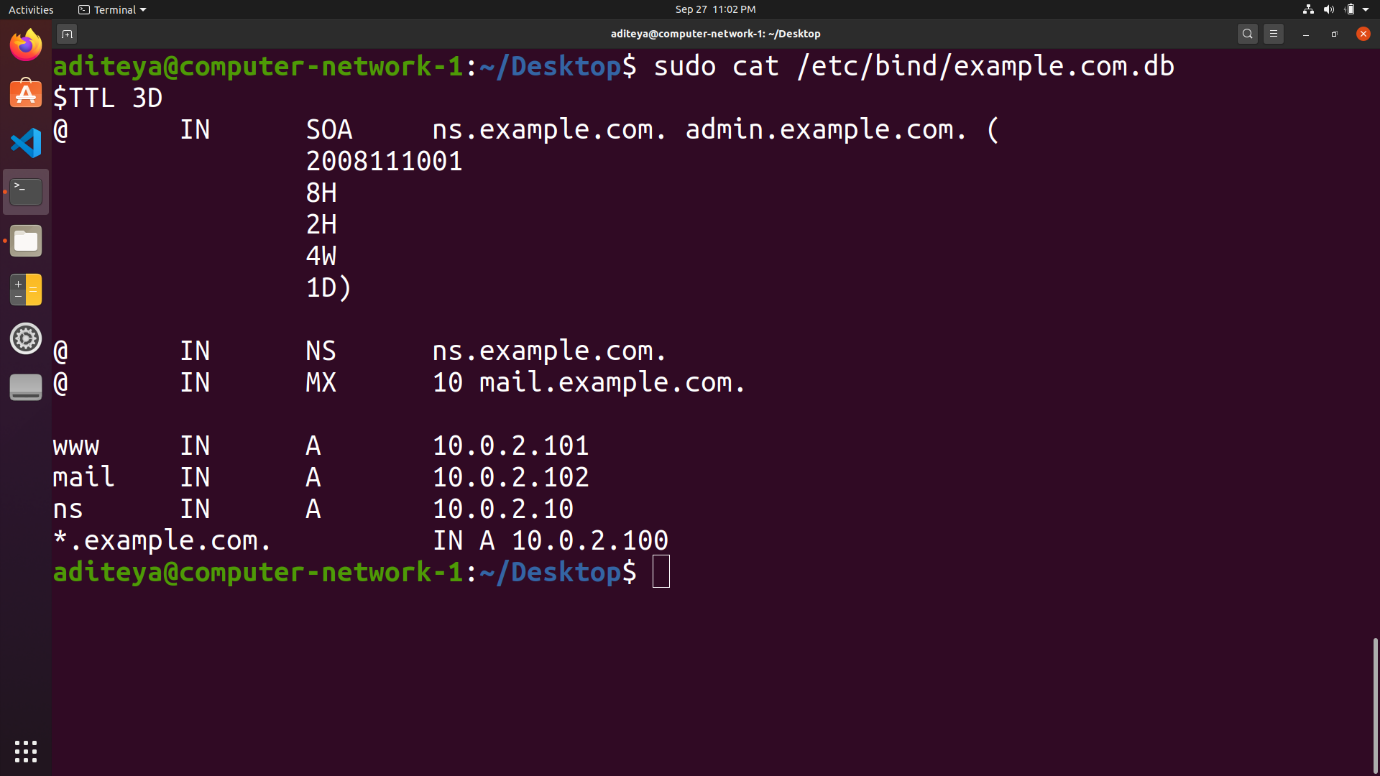 Activities Terminal Sep 27 11:02 PM
aditeya@computer-network-1: ~/Desktop
aditeya@computer-network-1:~/Desktop$ sudo cat /etc/bind/example.com.db
$TTL 3D
@ IN SOA ns.example.com. admin.example.com. (
2008111001
8H
2H
4W
1D)
@ IN NS ns.example.com.
@ IN MX 10 mail.example.com.
www IN A 10.0.2.101
mail IN A 10.0.2.102
ns IN A 10.0.2.10
*.example.com. IN A 10.0.2.100
aditeya@computer-network-1:~/Desktop$